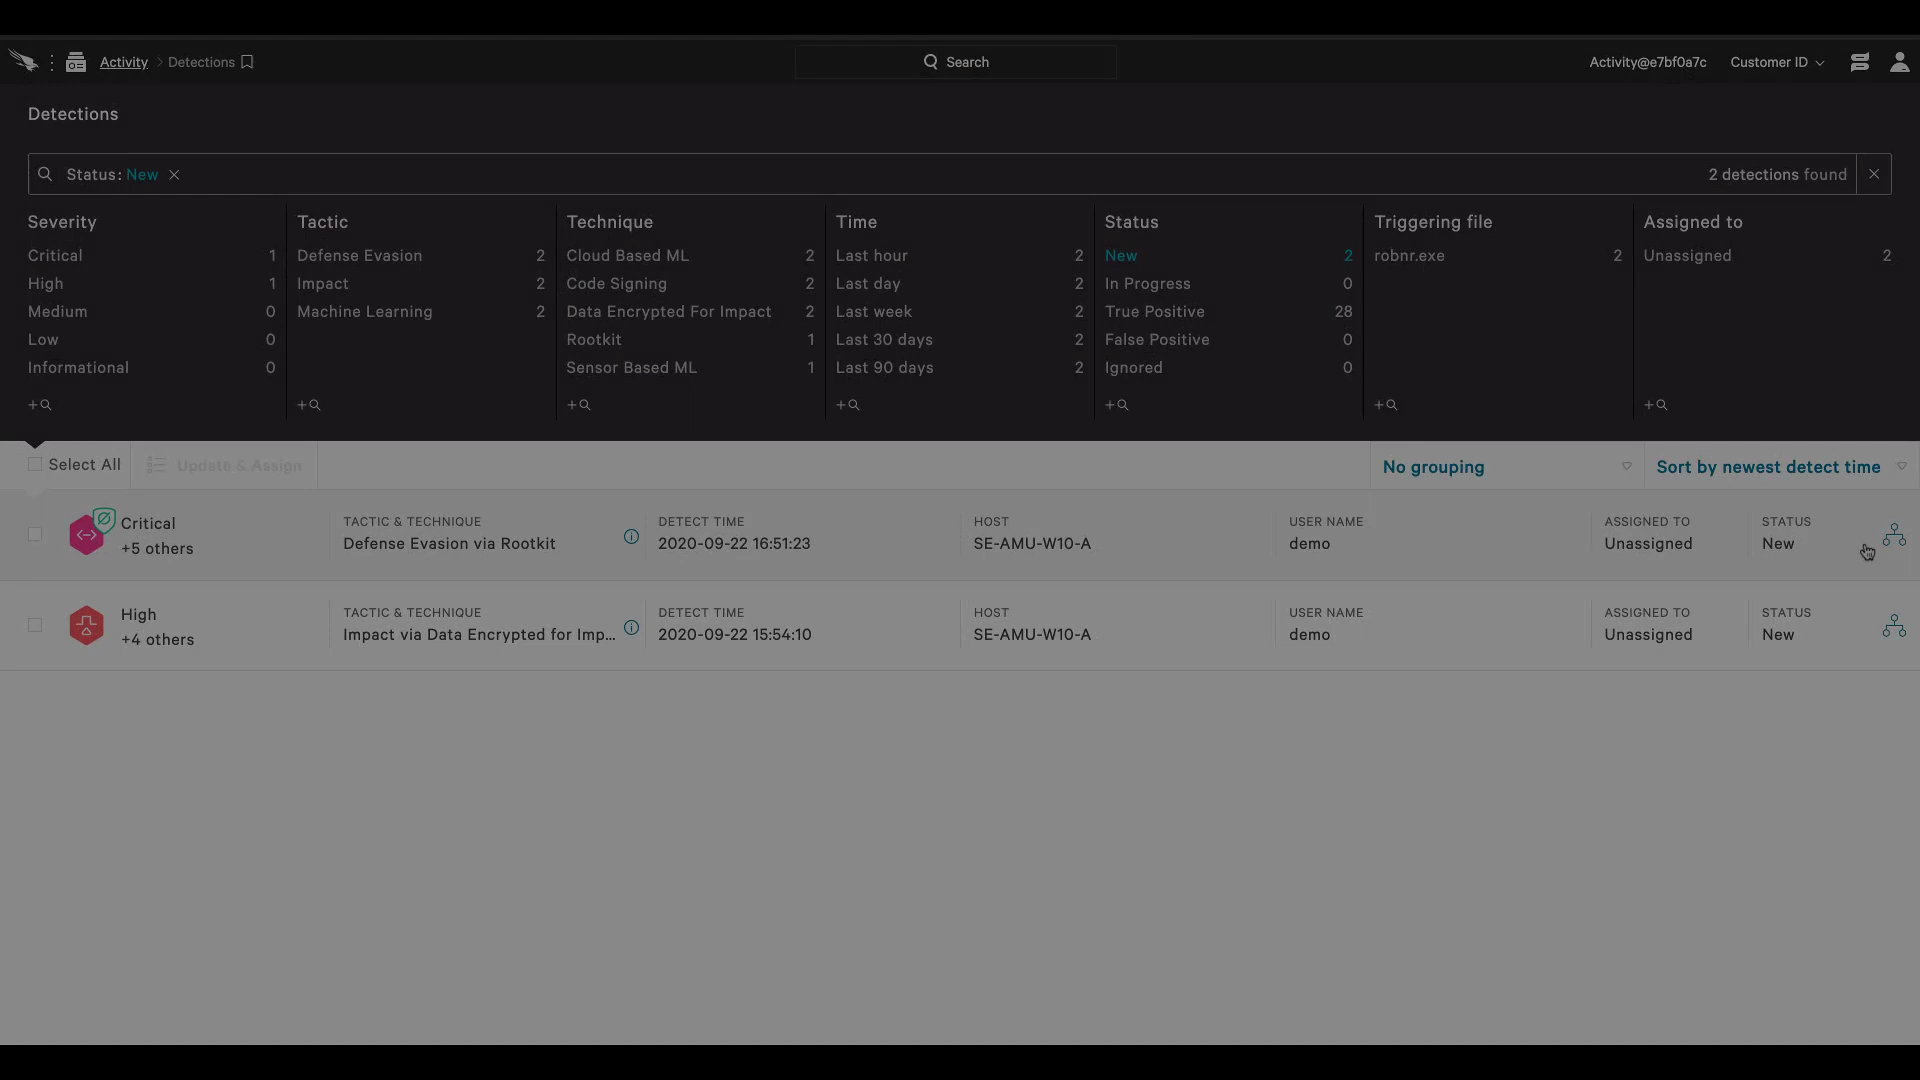 Activity > Detections
Search
Activity@e7bf0a7c
Customer ID
Detections
Status: New
2 detections found
Severity
Critical 1
High 1
Medium 0
Low 0
Informational 0
Tactic
Defense Evasion 2
Impact 2
Machine Learning 2
Technique
Cloud Based ML 2
Code Signing 2
Data Encrypted For Impact 2
Rootkit 1
Sensor Based ML 1
Time
Last hour 2
Last day 2
Last week 2
Last 30 days 2
Last 90 days 2
Status
New 2
In Progress 0
True Positive 28
False Positive 0
Ignored 0
Triggering file
robnr.exe 2
Assigned to
Unassigned 2
Select All
Update & Assign
No grouping
Sort by newest detect time
Critical
+5 others
TACTIC & TECHNIQUE
Defense Evasion via Rootkit
DETECT TIME
2020-09-22 16:51:23
HOST
SE-AMU-W10-A
USER NAME
demo
ASSIGNED TO
Unassigned
STATUS
New
High
+4 others
TACTIC & TECHNIQUE
Impact via Data Encrypted for Imp...
DETECT TIME
2020-09-22 15:54:10
HOST
SE-AMU-W10-A
USER NAME
demo
ASSIGNED TO
Unassigned
STATUS
New